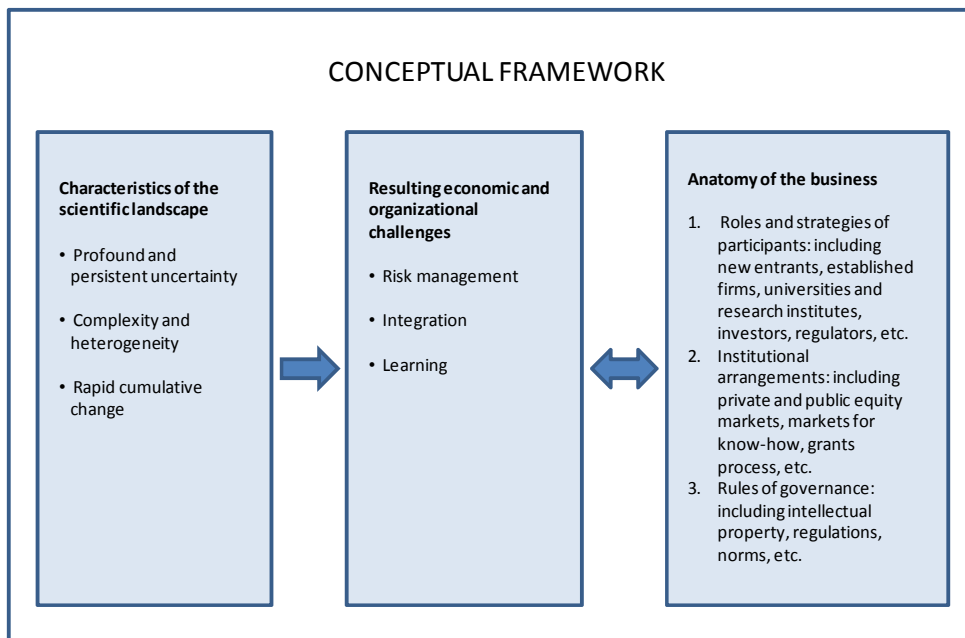 CONCEPTUAL FRAMEWORK
Characteristics of the
scientific landscape
• Profound and
persistent uncertainty
• Complexity and
heterogeneity
• Rapid cumulative
change
Resulting economic and
organizational
challenges
• Risk management
• Integration
• Learning
Anatomy of the business
1. Roles and strategies of
participants: including
new entrants, established
firms, universities and
research institutes,
investors, regulators, etc.
2. Institutional
arrangements: including
private and public equity
markets, markets for
know-how, grants
process, etc.
3. Rules of governance:
including intellectual
property, regulations,
norms, etc.